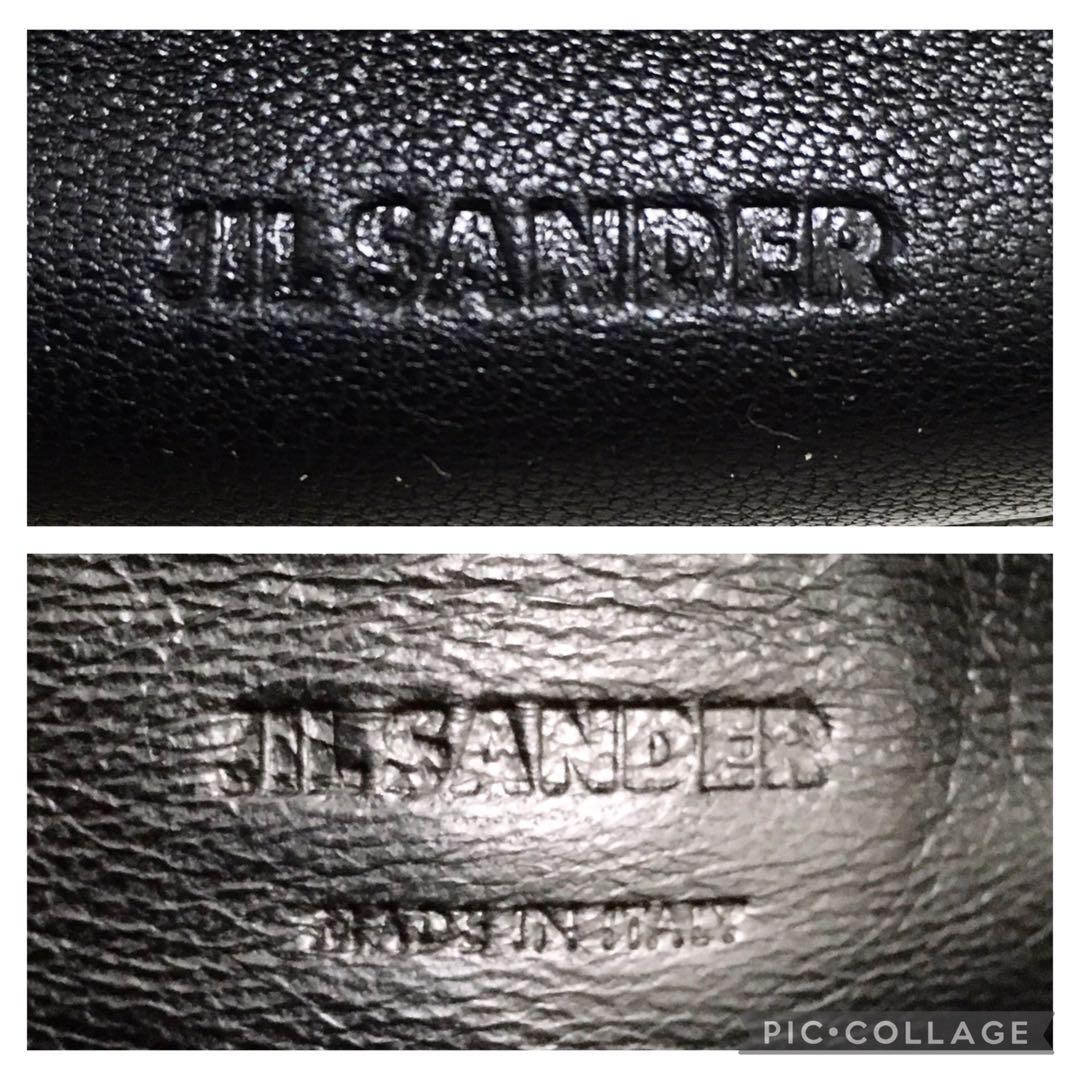 JIL SANDER
JIL SANDER
MADE IN ITALY
PIC•COLLAGE